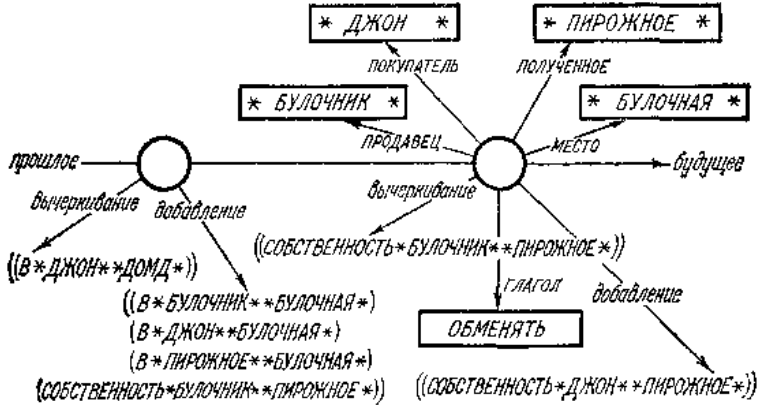 * ДЖОН *
* ПИРОЖНОЕ *
ПОКУПАТЕЛЬ
ПОЛУЧЕННОЕ
* БУЛОЧНИК *
* БУЛОЧНАЯ *
ПРОДАВЕЦ
МЕСТО
прошлое
будущее
вычеркивание
добавление
вычеркивание
((СОБСТВЕННОСТЬ*БУЛОЧНИК**ПИРОЖНОЕ*))
((В*ДЖОН**ДОМД*))
ГЛАГОЛ
добавление
((В*БУЛОЧНИК**БУЛОЧНАЯ*)
(В*ДЖОН**БУЛОЧНАЯ*)
ОБМЕНЯТЬ
(В*ПИРОЖНОЕ**БУЛОЧНАЯ*)
(СОБСТВЕННОСТЬ*БУЛОЧНИК**ПИРОЖНОЕ*))
((СОБСТВЕННОСТЬ*ДЖОН**ПИРОЖНОЕ*))